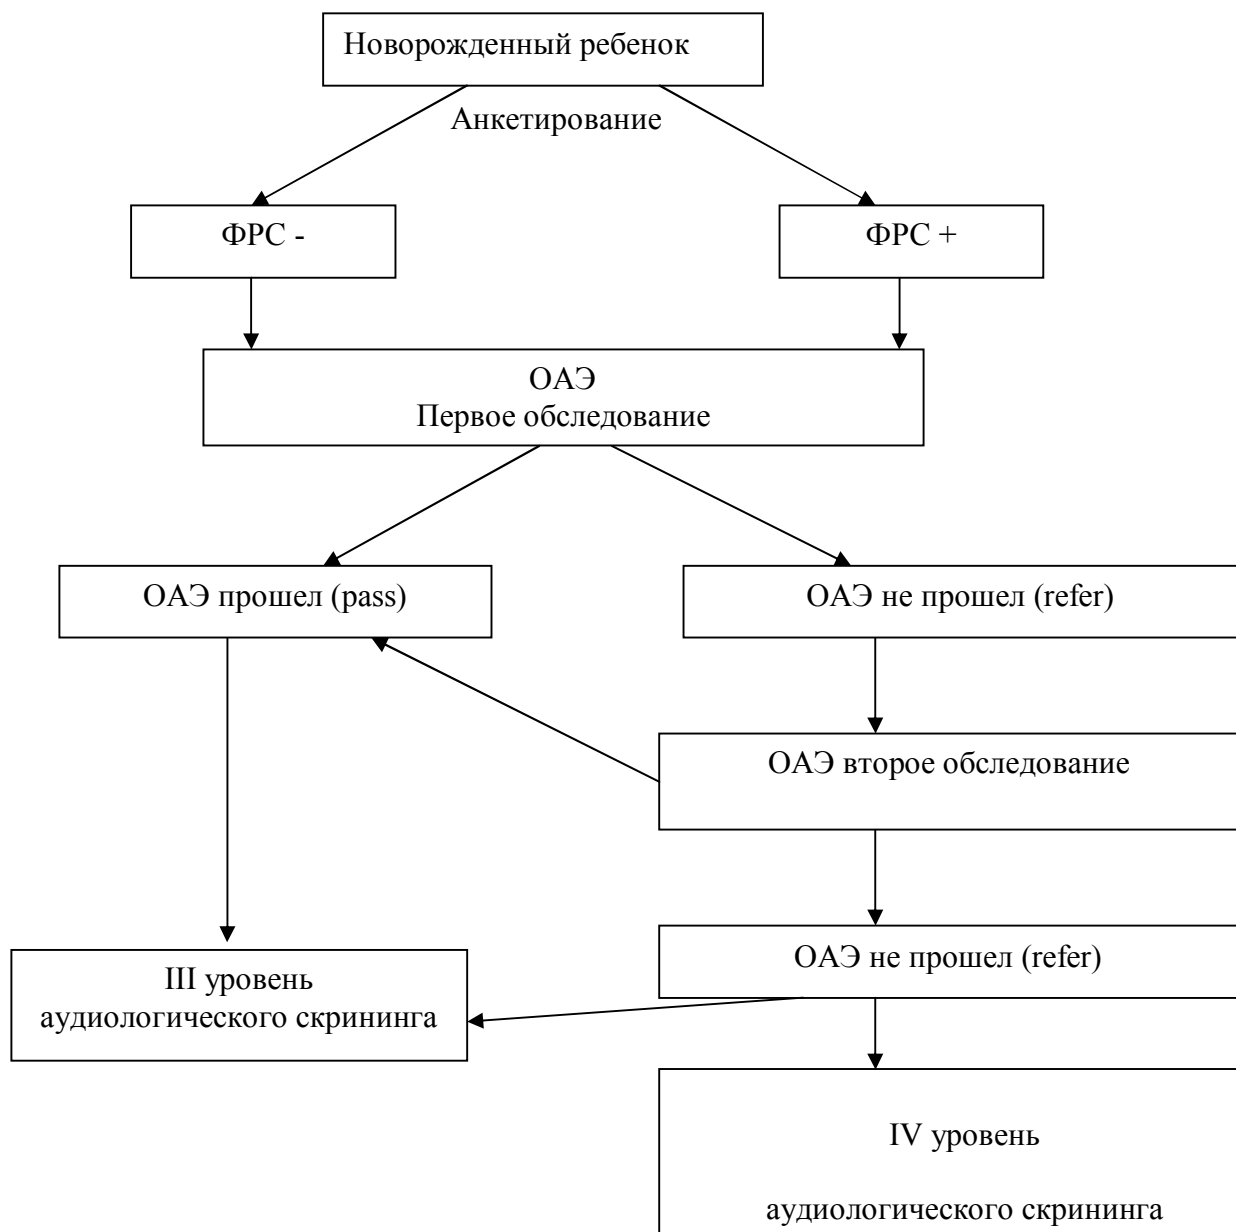 Новорожденный ребенок
Анкетирование
ФРС -
ФРС +
ОАЭ
Первое обследование
ОАЭ прошел (pass)
ОАЭ не прошел (refer)
ОАЭ второе обследование
ОАЭ не прошел (refer)
III уровень
аудиологического скрининга
IV уровень
аудиологического скрининга